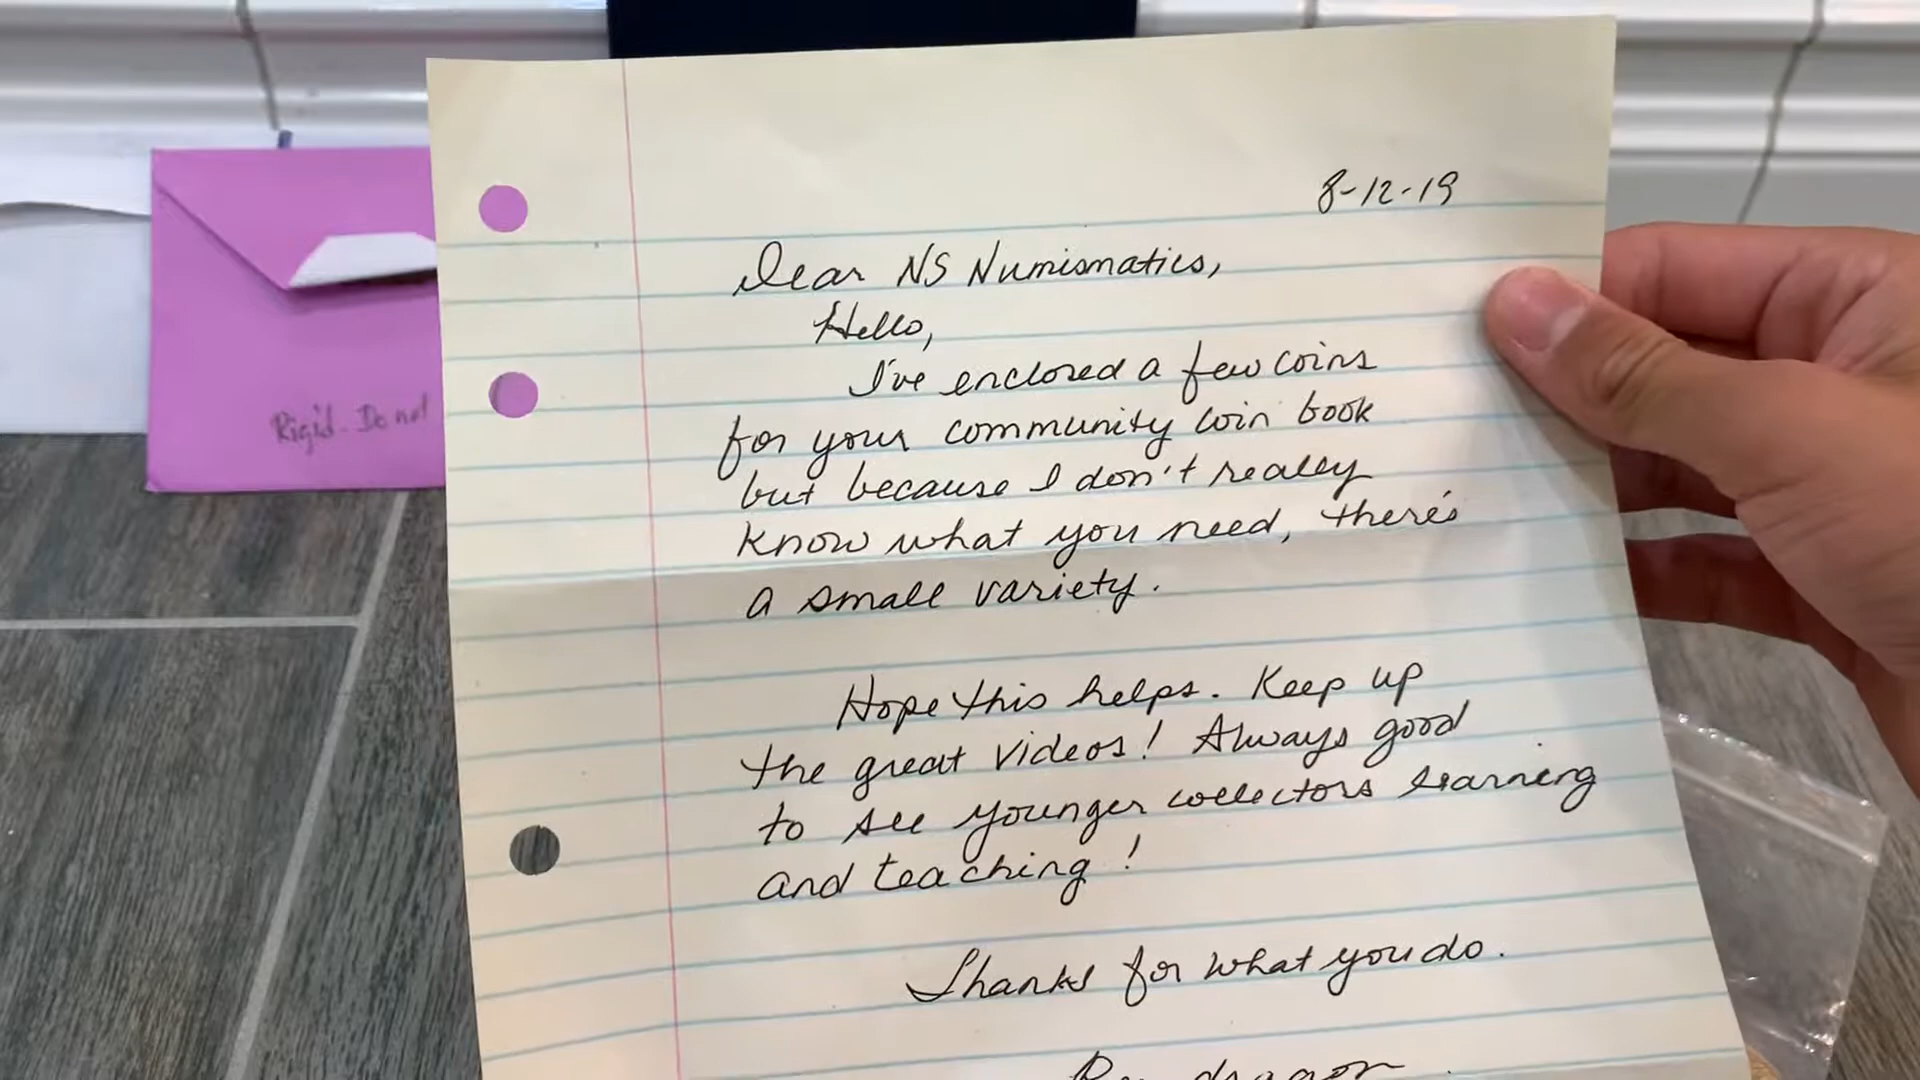 8-12-19
Dear NS Numismatics,
Hello,
I've enclosed a few coins
for your community coin book
but because I don't really
know what you need, there's
a small variety.
Hope this helps. Keep up
the great videos! Always good
to see younger collectors learning
and teaching!
Thanks for what you do.
Rigid - Do not